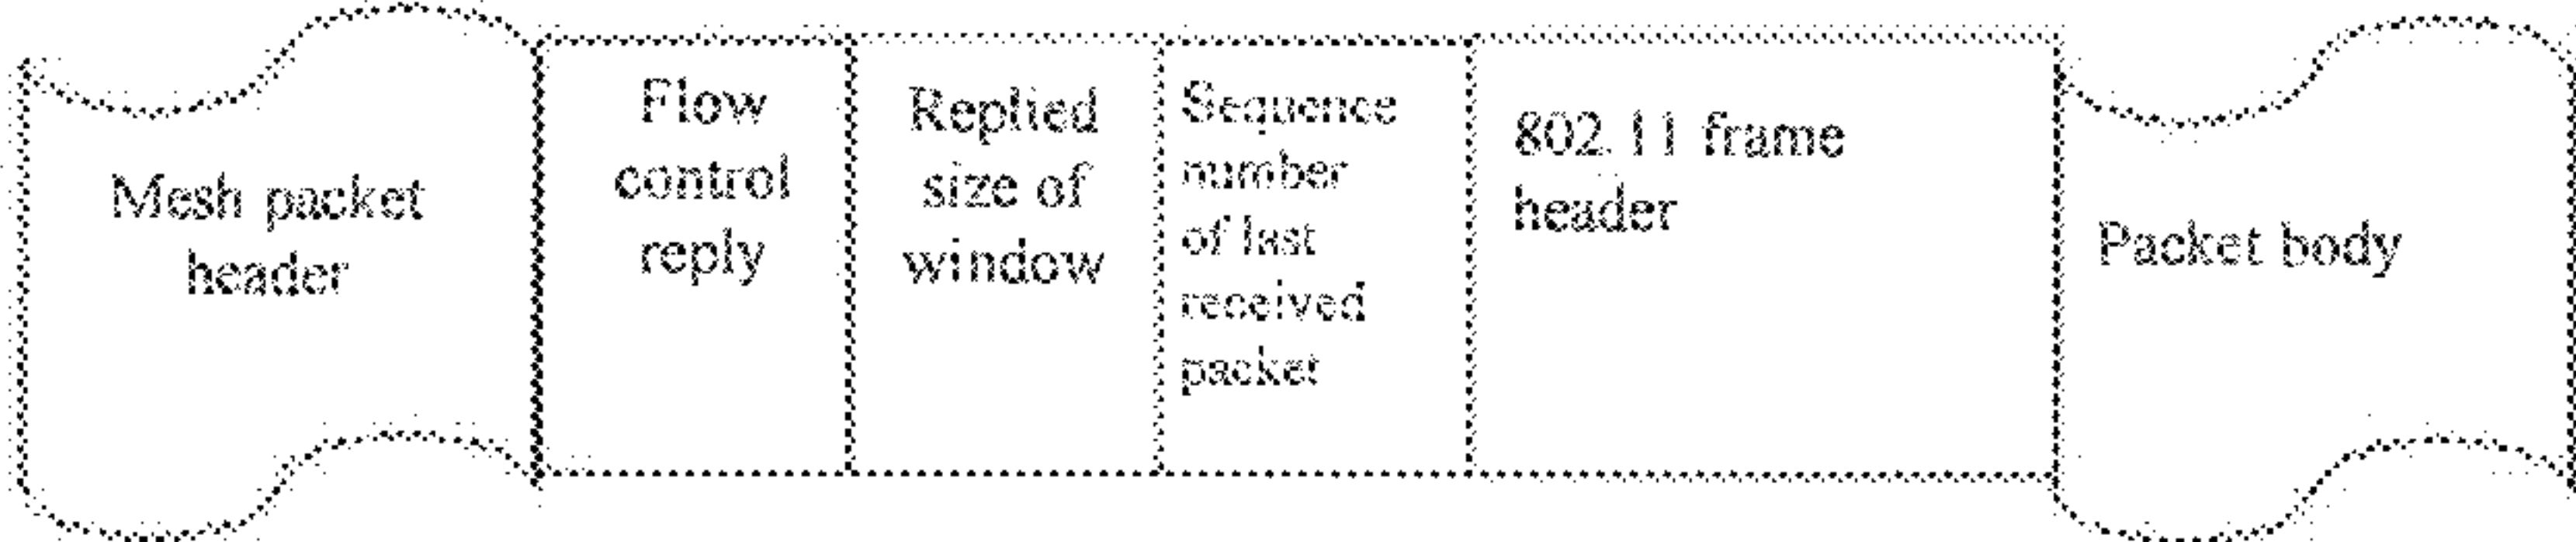 Mesh packet
header
Flow
control
reply
Replied
size of
window
Sequence
number
of last
received
packet
802.11 frame
header
Packet body